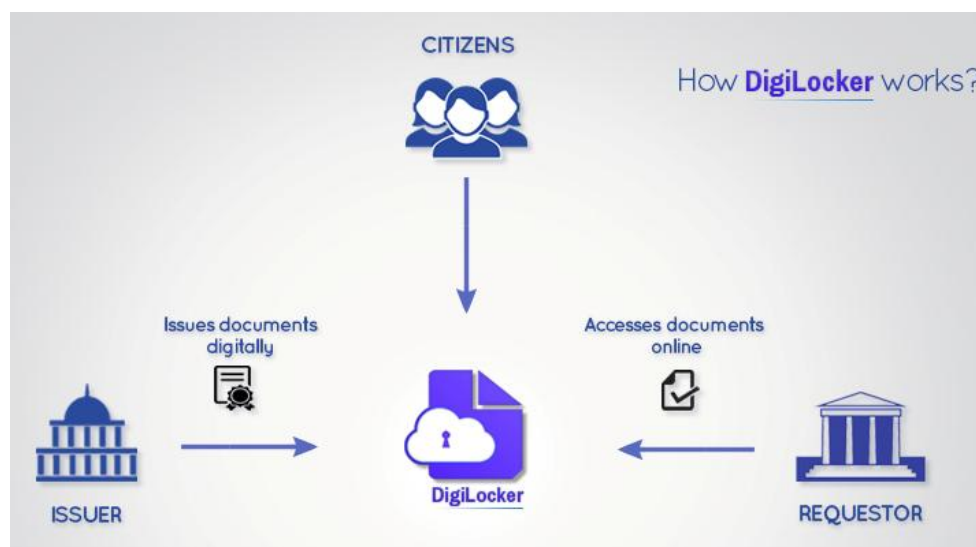 CITIZENS
How DigiLocker works?
Issues documents
digitally
Accesses documents
online
DigiLocker
ISSUER
REQUESTOR